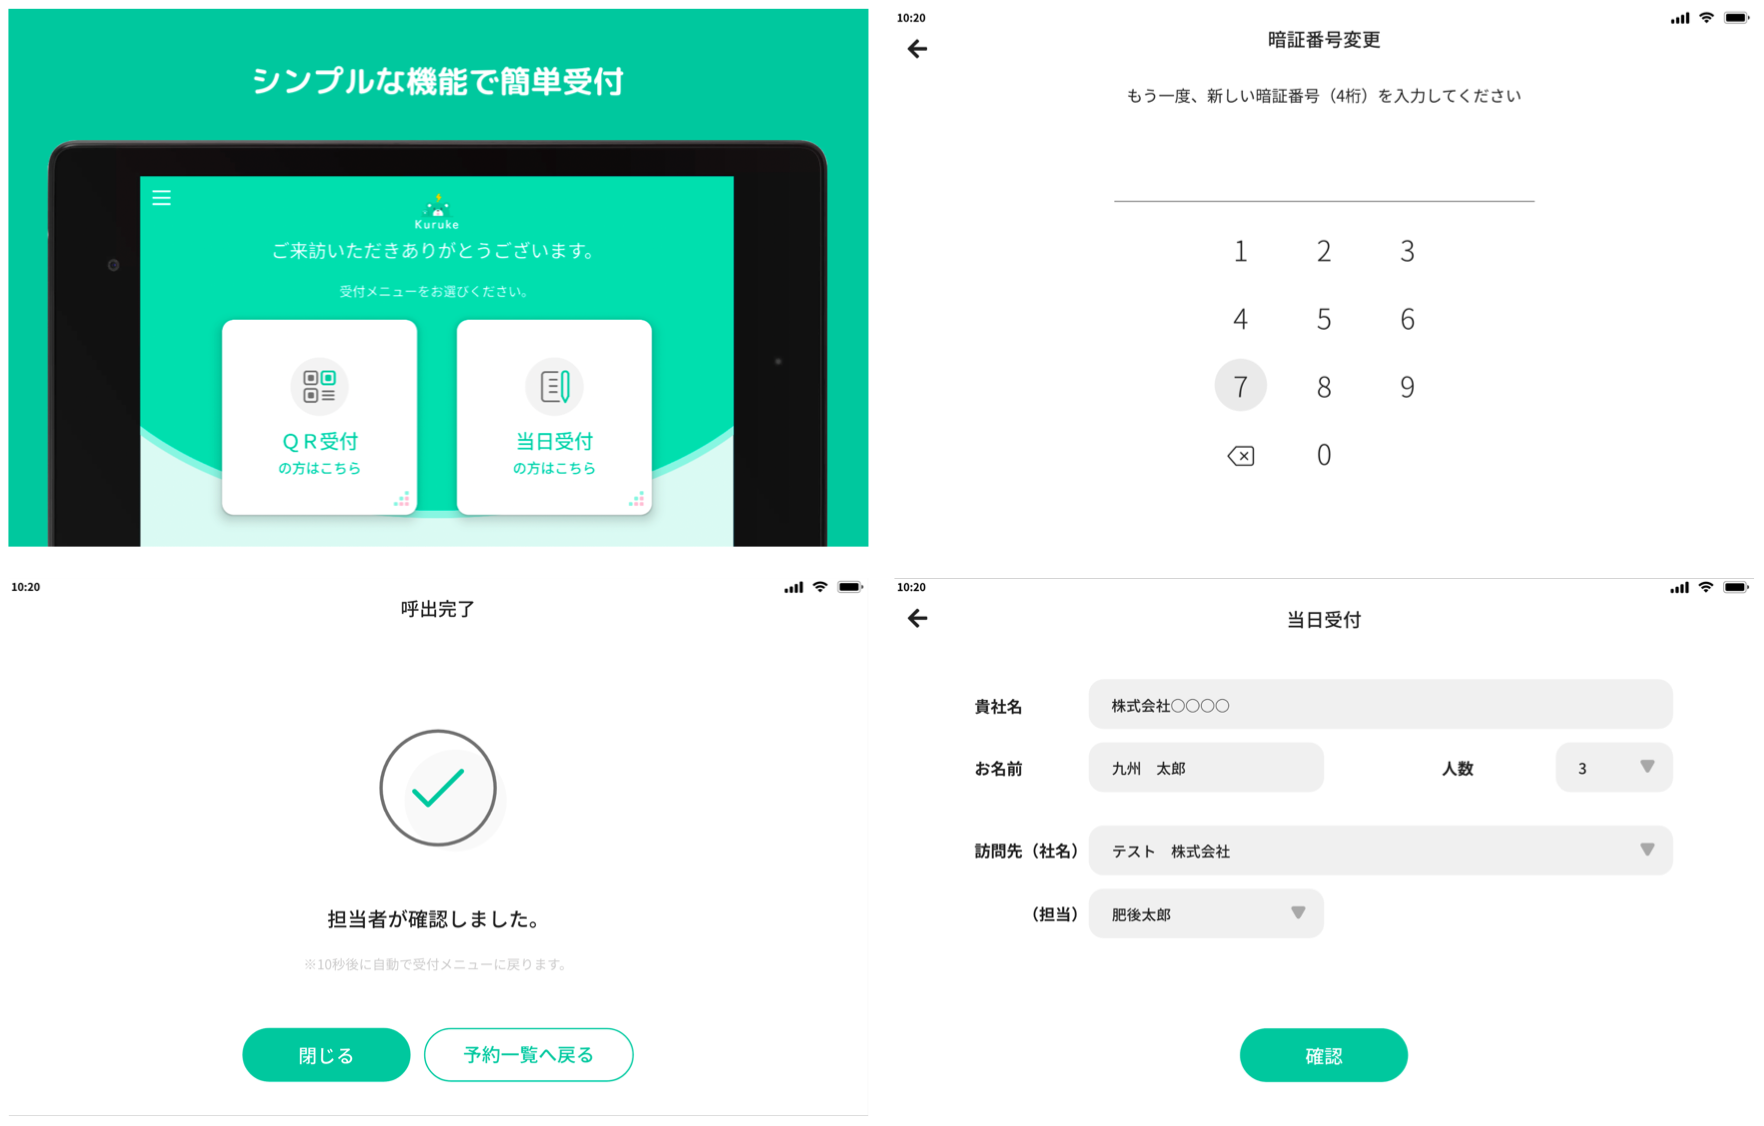 シンプルな機能で簡単受付
Kuruke
ご来訪いただきありがとうございます。
受付メニューをお選びください。
ＱＲ受付
の方はこちら
当日受付
の方はこちら
10:20
暗証番号変更
もう一度、新しい暗証番号（4桁）を入力してください
1 2 3
4 5 6
7 8 9
0
10:20
呼出完了
担当者が確認しました。
※10秒後に自動で受付メニューに戻ります。
閉じる
予約一覧へ戻る
10:20
当日受付
貴社名 株式会社〇〇〇〇
お名前 九州　太郎 人数 3
訪問先（社名） テスト　株式会社
（担当） 肥後太郎
確認